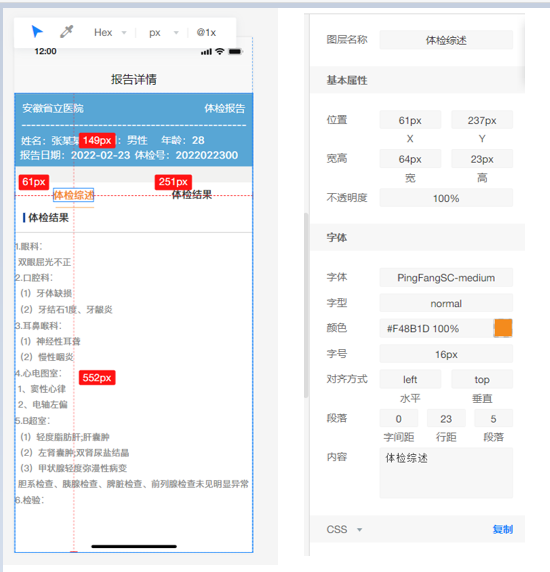 Hex px @1x
12:00
报告详情
安徽省立医院 体检报告
姓名：张某某 149px ：男性 年龄：28
报告日期：2022-02-23 体检号：2022022300
61px 251px
体检综述 体检结果
体检结果
1.眼科：
双眼屈光不正
2.口腔科：
（1）牙体缺损
（2）牙结石1度、牙龈炎
3.耳鼻喉科：
（1）神经性耳聋
（2）慢性咽炎
4.心电图室：
552px
1、窦性心律
2、电轴左偏
5.B超室：
（1）轻度脂肪肝;肝囊肿
（2）左肾囊肿;双肾尿盐结晶
（3）甲状腺轻度弥漫性病变
胆系检查、胰腺检查、脾脏检查、前列腺检查未见明显异常
6.检验：
图层名称 体检综述
基本属性
位置 61px 237px
X Y
宽高 64px 23px
宽 高
不透明度 100%
字体
字体 PingFangSC-medium
字型 normal
颜色 #F48B1D 100%
字号 16px
对齐方式 left top
水平 垂直
段落 0 23 5
字间距 行距 段落
内容 体检综述
CSS 复制